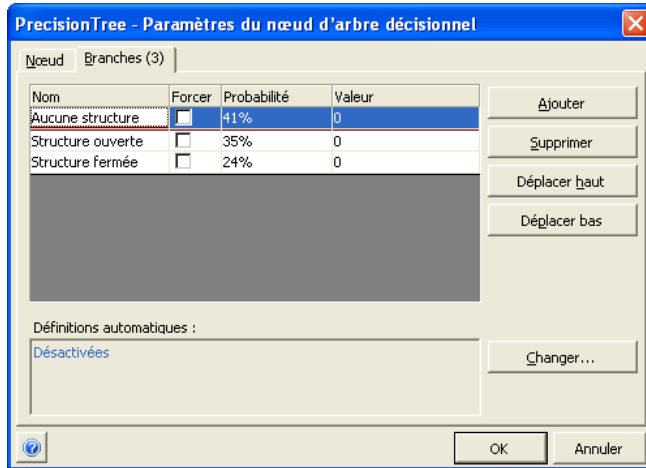 PrecisionTree - Paramètres du nœud d'arbre décisionnel
Nœud Branches (3)
Nom Forcer Probabilité Valeur
Aucune structure 41% 0
Structure ouverte 35% 0
Structure fermée 24% 0
Ajouter
Supprimer
Déplacer haut
Déplacer bas
Définitions automatiques :
Désactivées
Changer...
OK Annuler